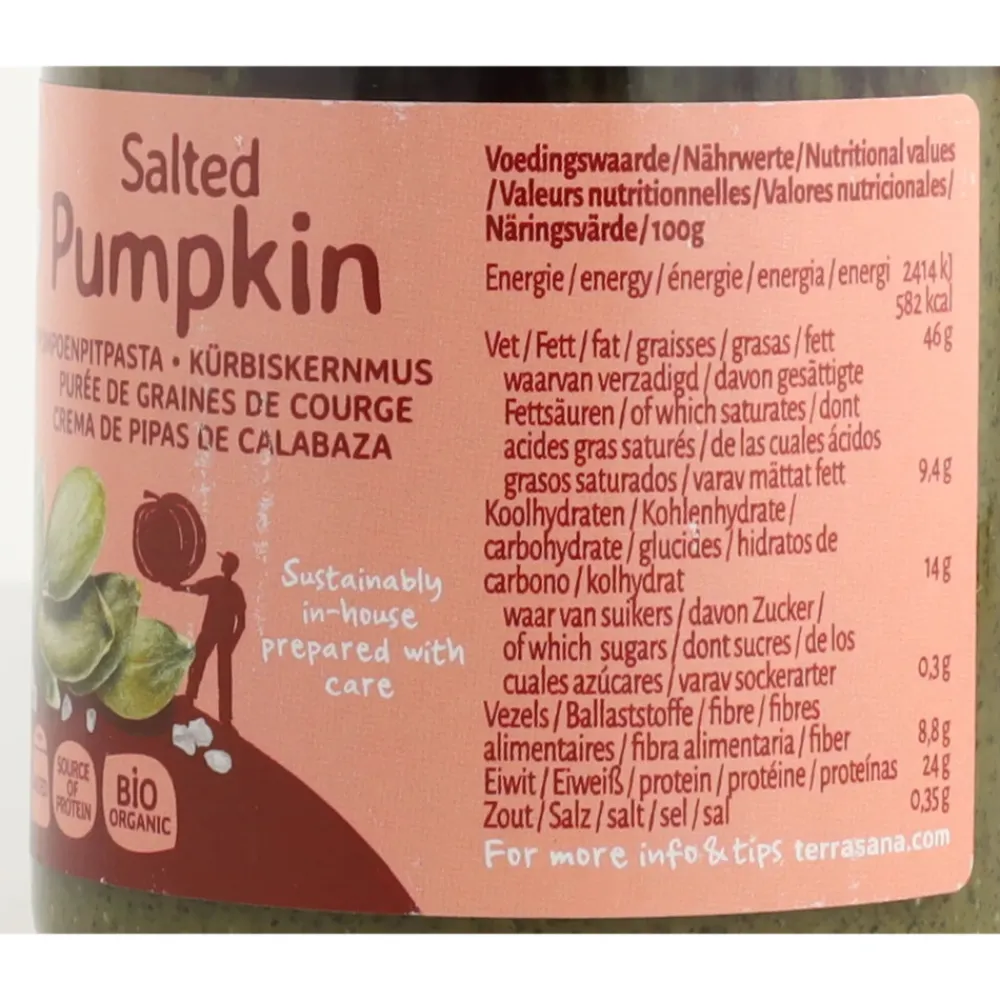 Salted
Pumpkin
KÜRBISKERNMUS
PURÉE DE GRAINES DE COURGE
CREMA DE PIPAS DE CALABAZA
Sustainably
in-house
prepared with
care
SOURCE
OF
PROTEIN
BIO
ORGANIC
Voedingswaarde/Nährwerte/Nutritional values
/Valeurs nutritionnelles/Valores nutricionales/
Näringsvärde/100g
Energie/energy/énergie/energia/energi 2414 kJ
582 kcal
Vet/Fett/fat/graisses/grasas/fett 46 g
waarvan verzadigd/davon gesättigte
Fettsäuren/of which saturates/dont
acides gras saturés/de las cuales ácidos
grasos saturados/varav mättat fett 9,4 g
Koolhydraten/Kohlenhydrate/
carbohydrate/glucides/hidratos de
carbono/kolhydrat 14 g
waar van suikers/davon Zucker/
of which sugars/dont sucres/de los
cuales azúcares/varav sockerarter 0,3 g
Vezels/Ballaststoffe/fibre/fibres
alimentaires/fibra alimentaria/fiber 8,8 g
Eiwit/Eiweiß/protein/protéine/proteínas 24 g
Zout/Salz/salt/sel/sal 0,35 g
For more info & tips terrasana.com